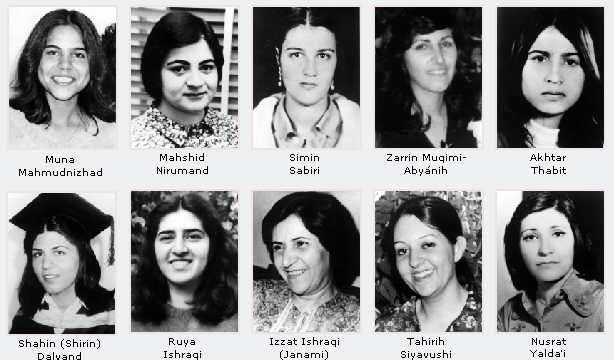 Muna
Mahmudnizhad
Mahshid
Nirumand
Simin
Sabiri
Zarrin Muqimi-
Abyánih
Akhtar
Thabit
Shahin (Shirin)
Dalvand
Ruya
Ishraqi
Izzat Ishraqi
(Janami)
Tahirih
Siyavushi
Nusrat
Yalda'i